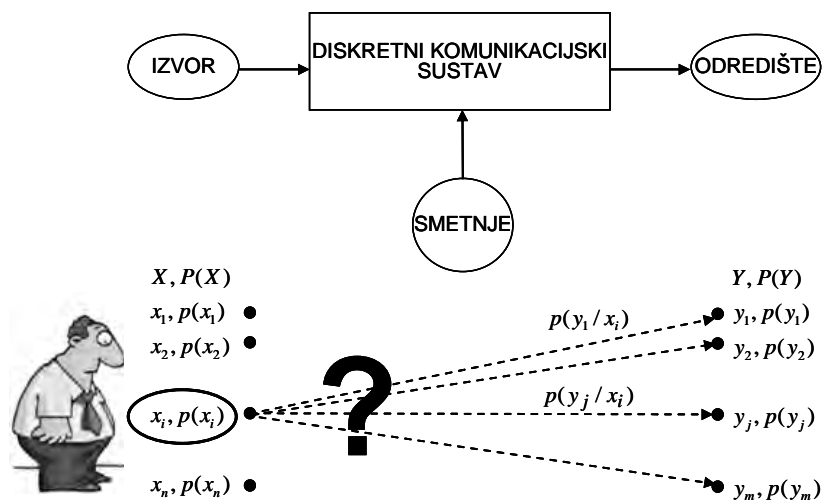 IZVOR
DISKRETNI KOMUNIKACIJSKI
SUSTAV
ODREDIŠTE
SMETNJE
X, P(X)
Y, P(Y)
x₁, p(x₁)
p(y₁ / xᵢ)
y₁, p(y₁)
x₂, p(x₂)
y₂, p(y₂)
?
xᵢ, p(xᵢ)
p(yⱼ / xᵢ)
yⱼ, p(yⱼ)
xₙ, p(xₙ)
yₘ, p(yₘ)